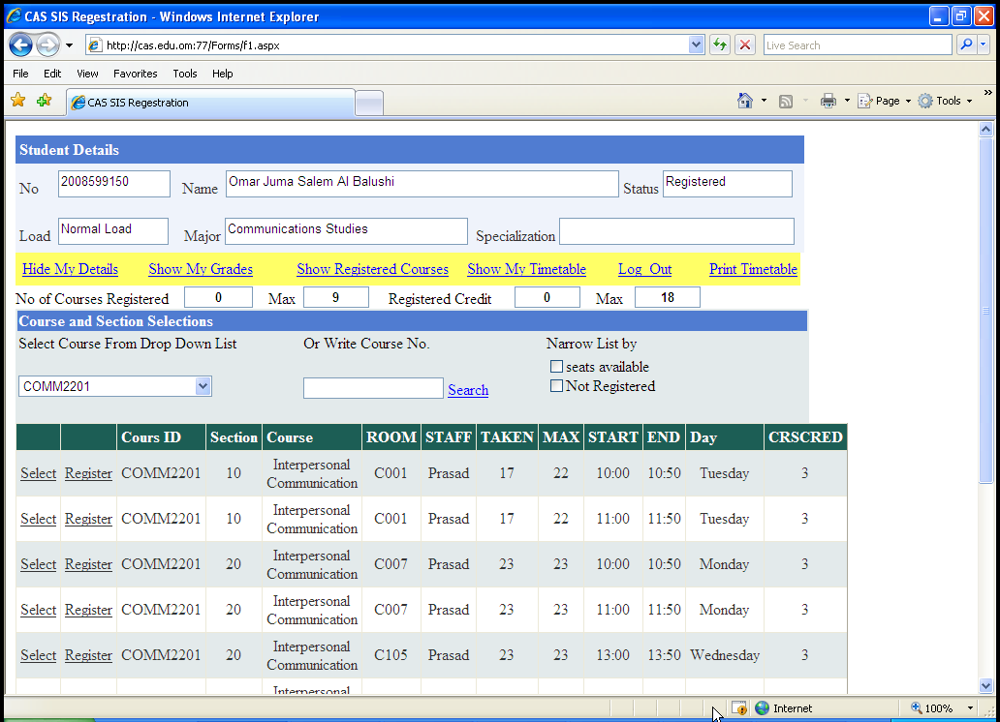 CAS SIS Regestration - Windows Internet Explorer
http://cas.edu.om:77/Forms/f1.aspx
Live Search
File Edit View Favorites Tools Help
CAS SIS Regestration
Page Tools »
Student Details
No 2008599150 Name Omar Juma Salem Al Balushi Status Registered
Load Normal Load Major Communications Studies Specialization
Hide My Details Show My Grades Show Registered Courses Show My Timetable Log Out Print Timetable
No of Courses Registered 0 Max 9 Registered Credit 0 Max 18
Course and Section Selections
Select Course From Drop Down List Or Write Course No. Narrow List by
seats available
COMM2201 Search Not Registered
Cours ID Section Course ROOM STAFF TAKEN MAX START END Day CRSCRED
Select Register COMM2201 10 Interpersonal Communication C001 Prasad 17 22 10:00 10:50 Tuesday 3
Select Register COMM2201 10 Interpersonal Communication C001 Prasad 17 22 11:00 11:50 Tuesday 3
Select Register COMM2201 20 Interpersonal Communication C007 Prasad 23 23 10:00 10:50 Monday 3
Select Register COMM2201 20 Interpersonal Communication C007 Prasad 23 23 11:00 11:50 Monday 3
Select Register COMM2201 20 Interpersonal Communication C105 Prasad 23 23 13:00 13:50 Wednesday 3
Interpersonal
Internet 100%